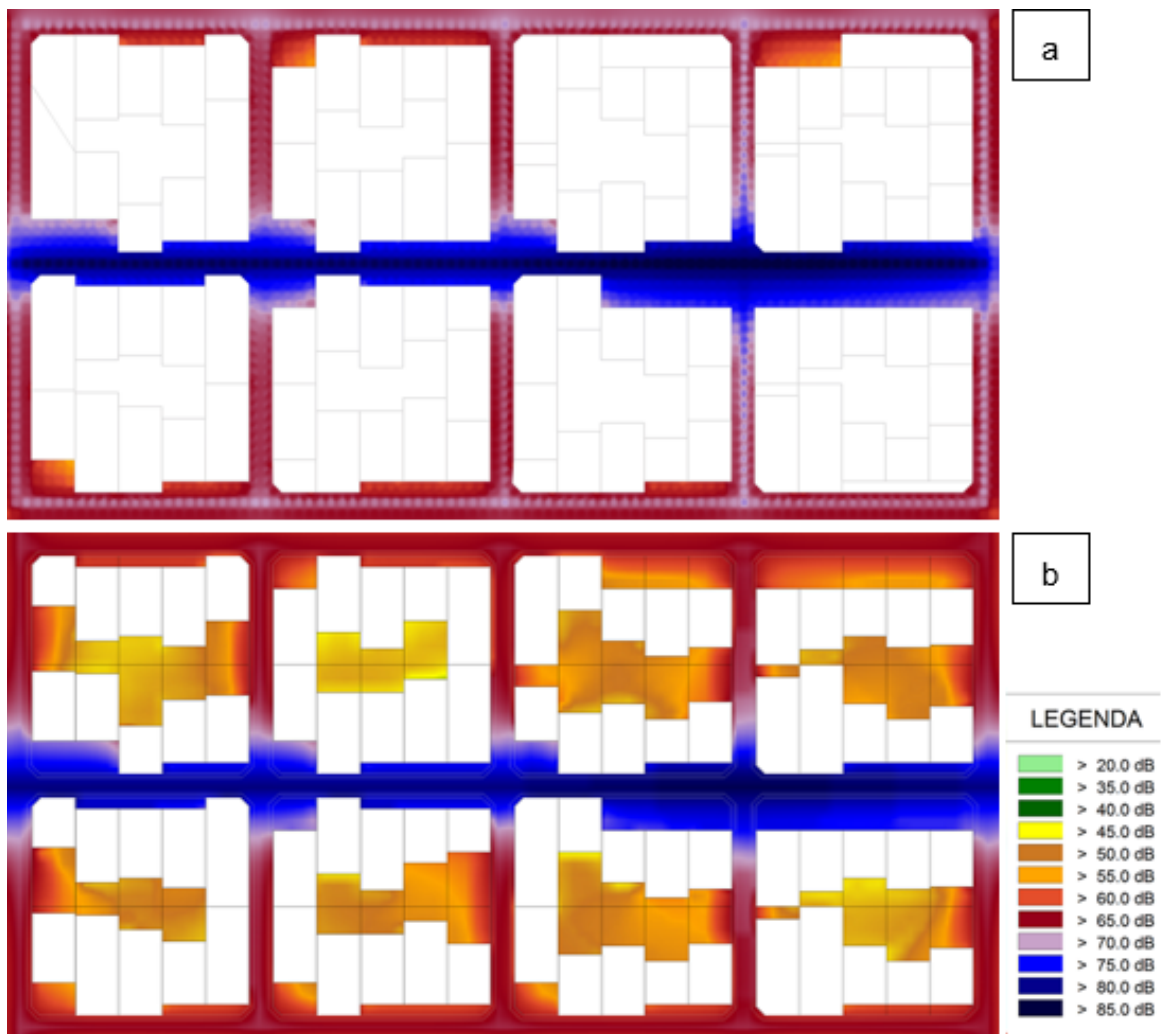 a
b
LEGENDA
> 20.0 dB
> 35.0 dB
> 40.0 dB
> 45.0 dB
> 50.0 dB
> 55.0 dB
> 60.0 dB
> 65.0 dB
> 70.0 dB
> 75.0 dB
> 80.0 dB
> 85.0 dB